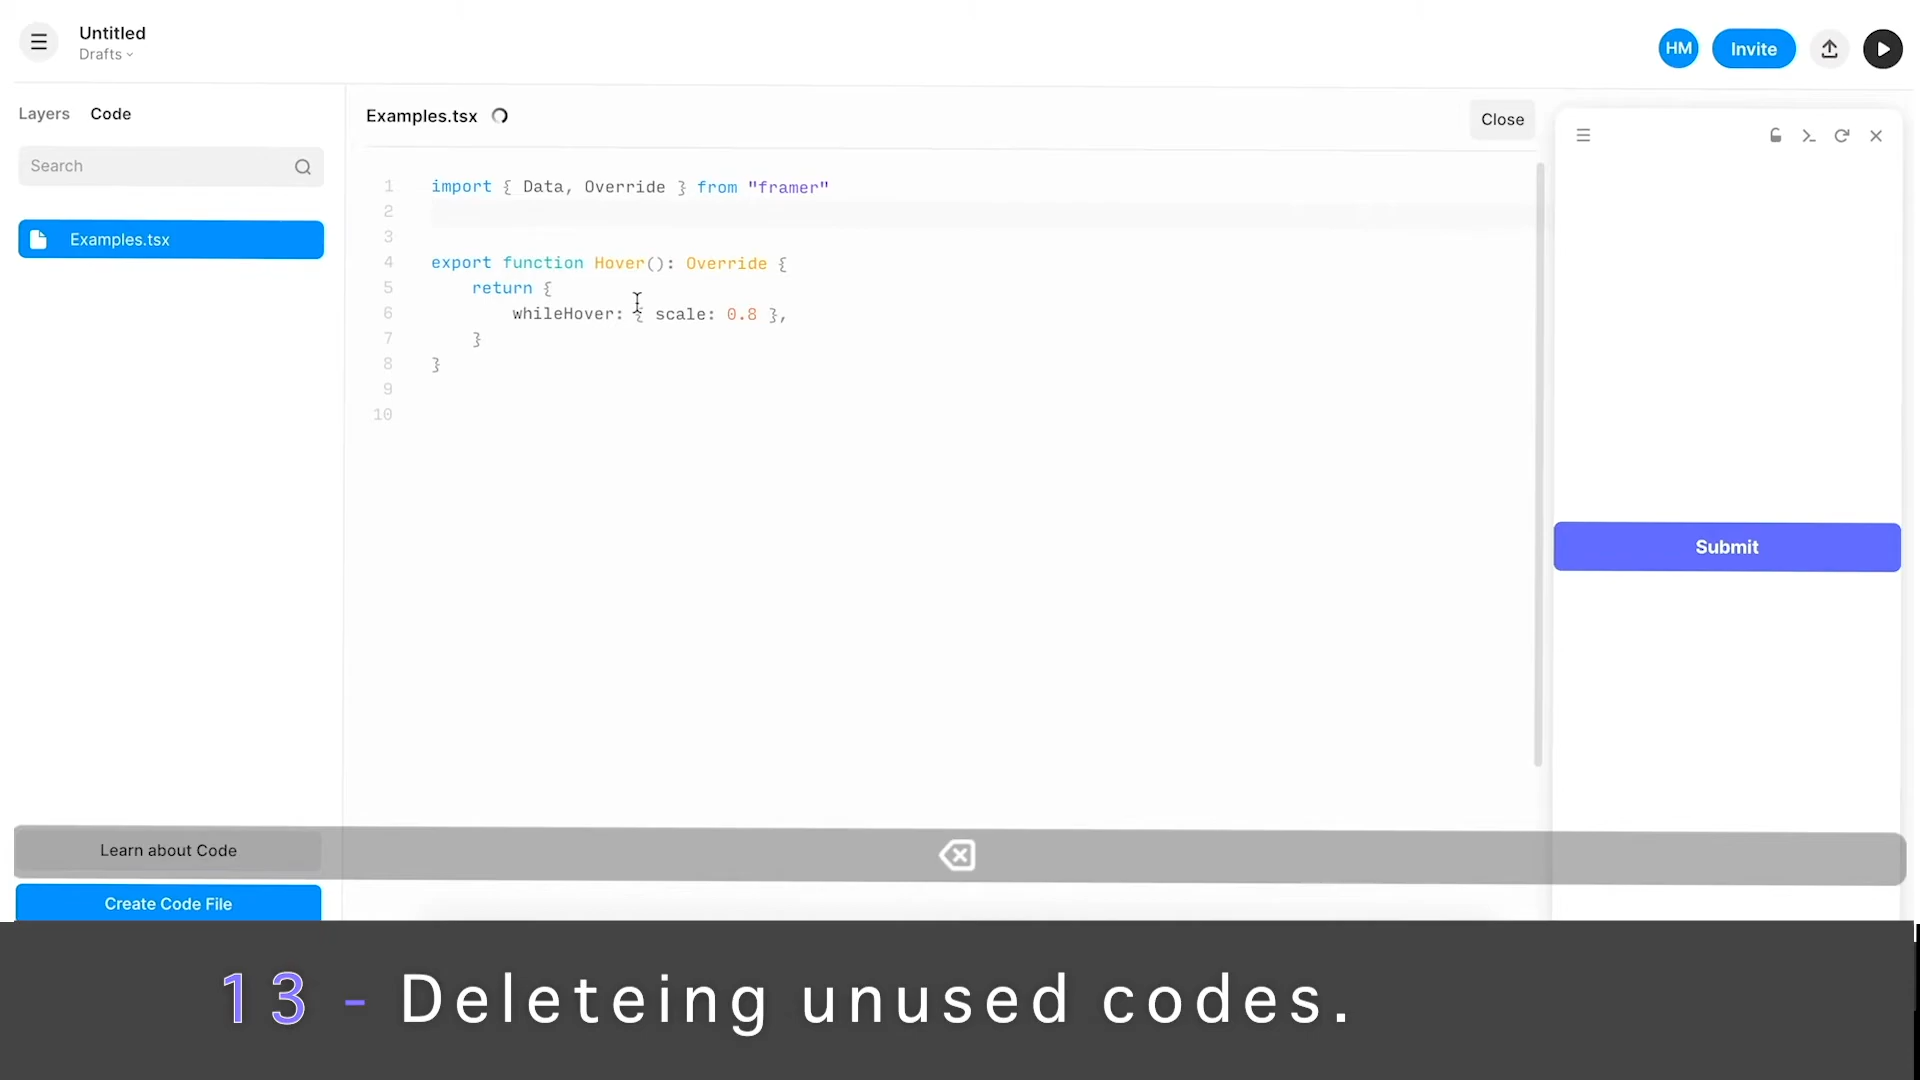 Untitled
Drafts
HM
Invite
Layers
Code
Search
Examples.tsx
Examples.tsx
Close
1 import { Data, Override } from "framer"
2
3
4 export function Hover(): Override {
5 return {
6 whileHover: { scale: 0.8 },
7 }
8 }
9
10
Submit
Learn about Code
Create Code File
13 - Deleteing unused codes.